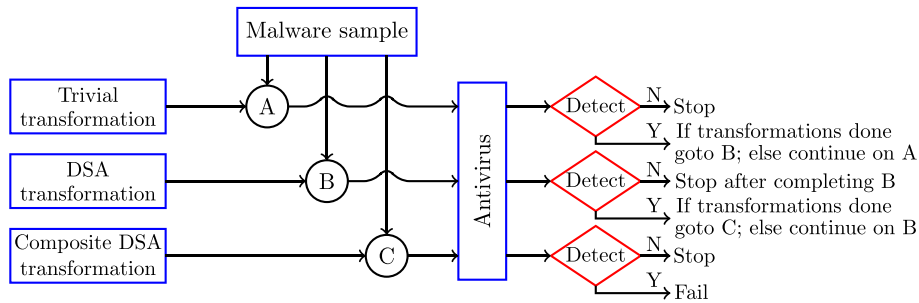 Malware sample
Trivial
transformation
A
Detect
N
Stop
Y
If transformations done
goto B; else continue on A
DSA
transformation
B
Antivirus
Detect
N
Stop after completing B
Y
If transformations done
goto C; else continue on B
Composite DSA
transformation
C
Detect
N
Stop
Y
Fail